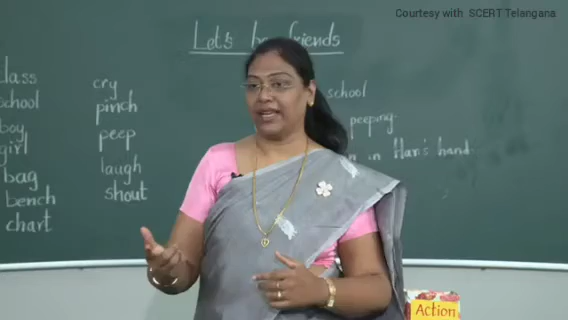 Courtesy with SCERT Telangana
Let's be friends
class
school
boy
girl
bag
bench
chart
cry
pinch
peep
laugh
shout
school
peeping
in Hari's hand
Action